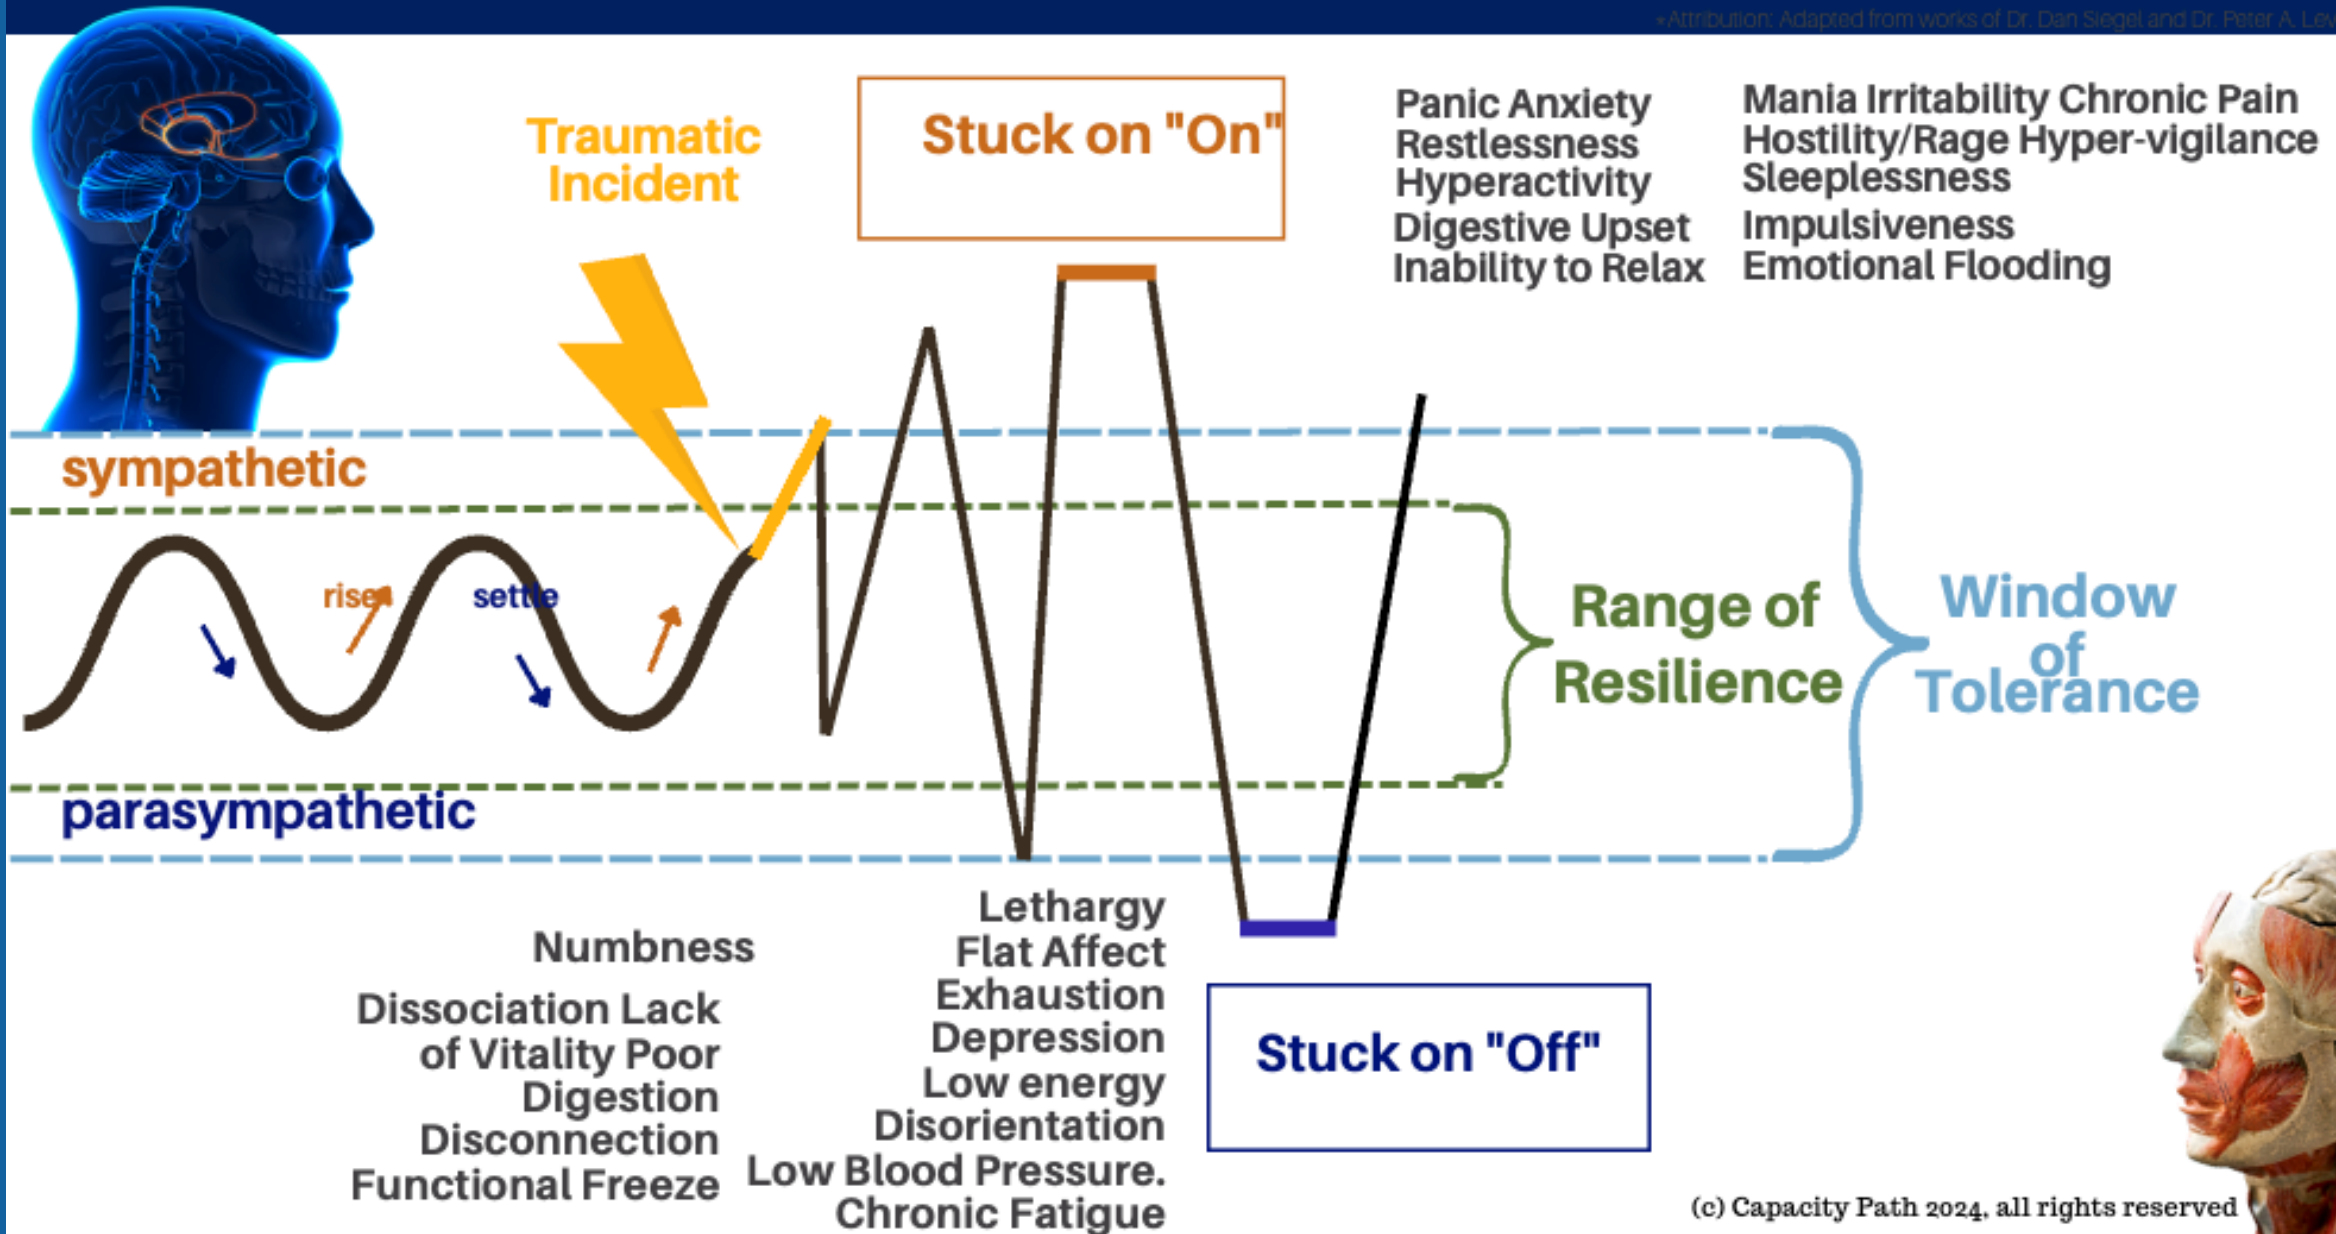 *Attribution: Adapted from works of Dr. Dan Siegel and Dr. Peter A.
Traumatic
Incident
Stuck on "On"
Panic Anxiety
Restlessness
Hyperactivity
Digestive Upset
Inability to Relax
Mania Irritability Chronic Pain
Hostility/Rage Hyper-vigilance
Sleeplessness
Impulsiveness
Emotional Flooding
sympathetic
rise
settle
parasympathetic
Range of
Resilience
Window
of
Tolerance
Numbness
Dissociation Lack
of Vitality Poor
Digestion
Disconnection
Functional Freeze
Lethargy
Flat Affect
Exhaustion
Depression
Low energy
Disorientation
Low Blood Pressure.
Chronic Fatigue
Stuck on "Off"
(c) Capacity Path 2024, all rights reserved